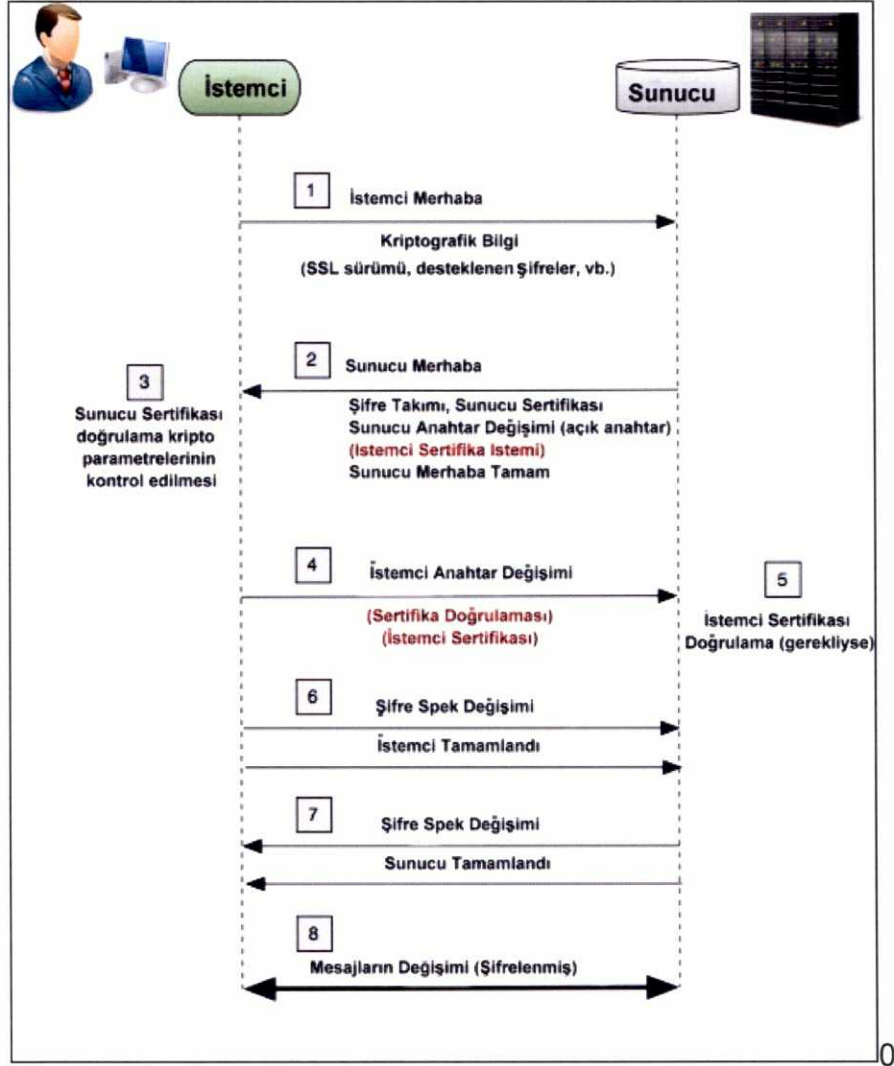 İstemci
Sunucu
1
İstemci Merhaba
Kriptografik Bilgi
(SSL sürümü, desteklenen Şifreler, vb.)
2
Sunucu Merhaba
3
Sunucu Sertifikası
doğrulama kripto
parametrelerinin
kontrol edilmesi
Şifre Takımı, Sunucu Sertifikası
Sunucu Anahtar Değişimi (açık anahtar)
(Istemci Sertifika Istemi)
Sunucu Merhaba Tamam
4
İstemci Anahtar Değişimi
(Sertifika Doğrulaması)
(İstemci Sertifikası)
5
İstemci Sertifikası
Doğrulama (gerekliyse)
6
Şifre Spek Değişimi
İstemci Tamamlandı
7
Şifre Spek Değişimi
Sunucu Tamamlandı
8
Mesajların Değişimi (Şifrelenmiş)
0